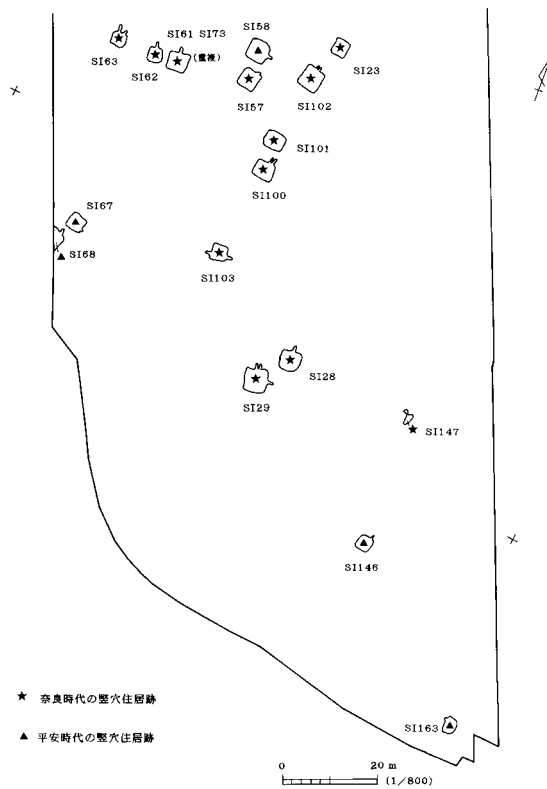 SI61 SI73
SI58
SI63
SI62
(重複)
SI23
SI57
SI102
SI101
SI100
SI67
SI68
SI103
SI28
SI29
SI147
SI146
★ 奈良時代の竪穴住居跡
▲ 平安時代の竪穴住居跡
SI163
0 20 m
(1/800)